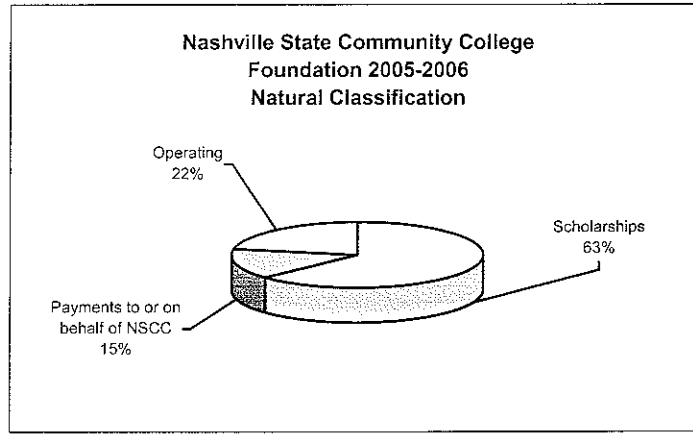 Nashville State Community College
Foundation 2005-2006
Natural Classification
Operating
22%
Scholarships
63%
Payments to or on
behalf of NSCC
15%